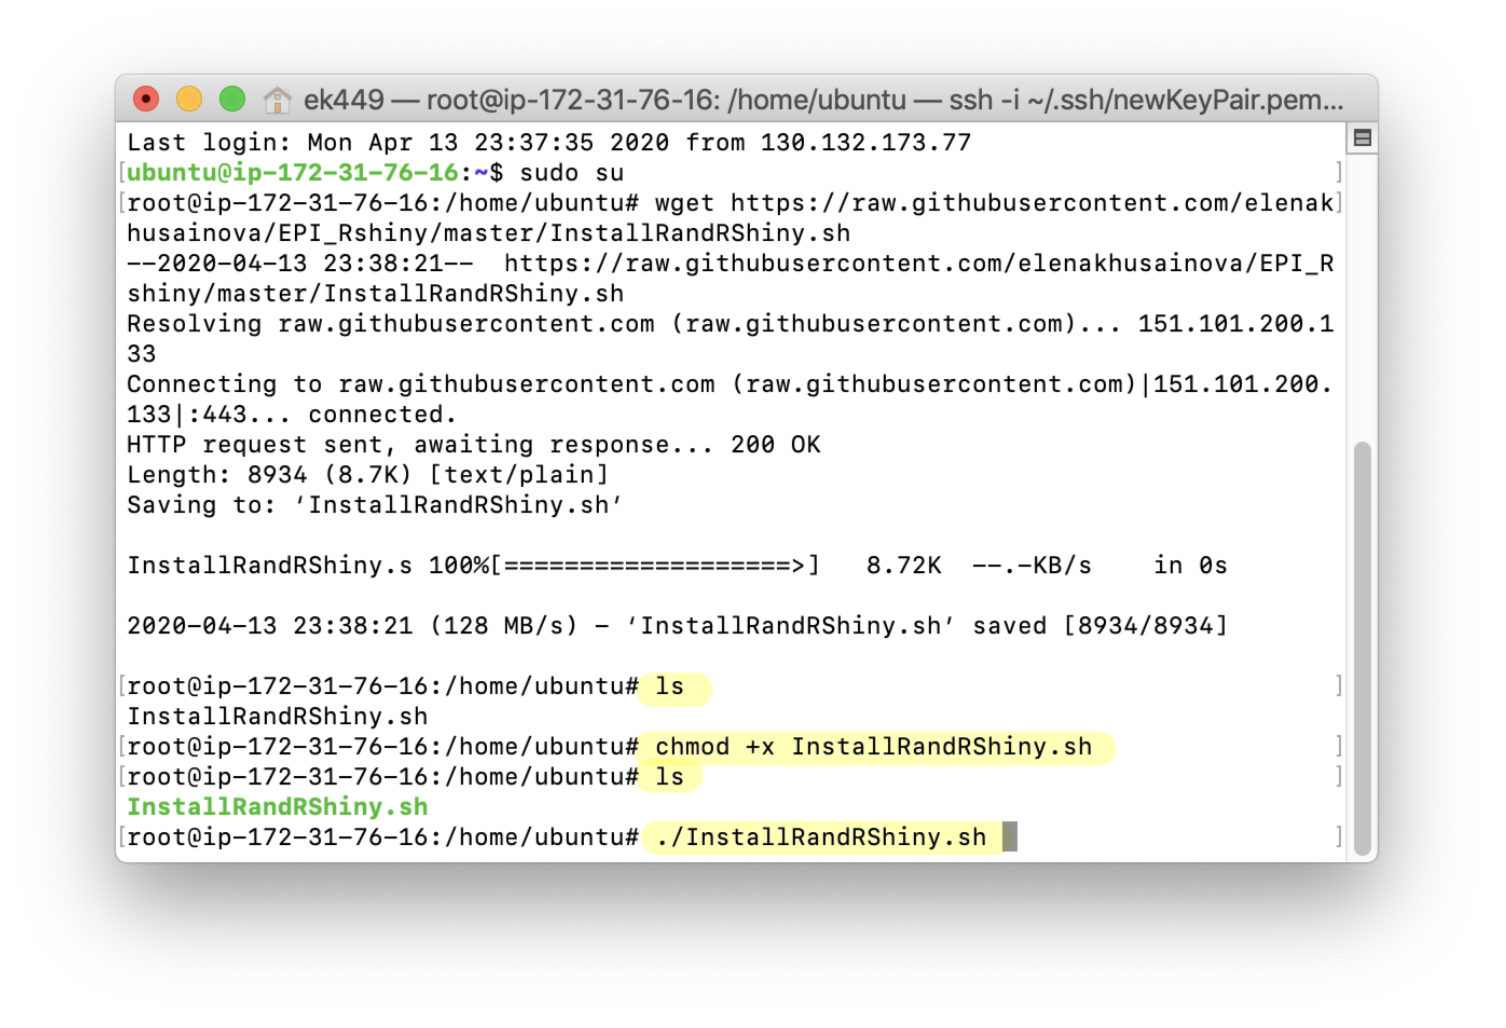 ek449 — root@ip-172-31-76-16: /home/ubuntu — ssh -i ~/.ssh/newKeyPair.pem...
Last login: Mon Apr 13 23:37:35 2020 from 130.132.173.77
[ubuntu@ip-172-31-76-16:~$ sudo su ]
[root@ip-172-31-76-16:/home/ubuntu# wget https://raw.githubusercontent.com/elenak]
husainova/EPI_Rshiny/master/InstallRandRShiny.sh
--2020-04-13 23:38:21--  https://raw.githubusercontent.com/elenakhusainova/EPI_R
shiny/master/InstallRandRShiny.sh
Resolving raw.githubusercontent.com (raw.githubusercontent.com)... 151.101.200.1
33
Connecting to raw.githubusercontent.com (raw.githubusercontent.com)|151.101.200.
133|:443... connected.
HTTP request sent, awaiting response... 200 OK
Length: 8934 (8.7K) [text/plain]
Saving to: ‘InstallRandRShiny.sh’
InstallRandRShiny.s 100%[===================>]   8.72K  --.-KB/s    in 0s
2020-04-13 23:38:21 (128 MB/s) - ‘InstallRandRShiny.sh’ saved [8934/8934]
[root@ip-172-31-76-16:/home/ubuntu# ls ]
InstallRandRShiny.sh
[root@ip-172-31-76-16:/home/ubuntu# chmod +x InstallRandRShiny.sh ]
[root@ip-172-31-76-16:/home/ubuntu# ls ]
InstallRandRShiny.sh
[root@ip-172-31-76-16:/home/ubuntu# ./InstallRandRShiny.sh ]